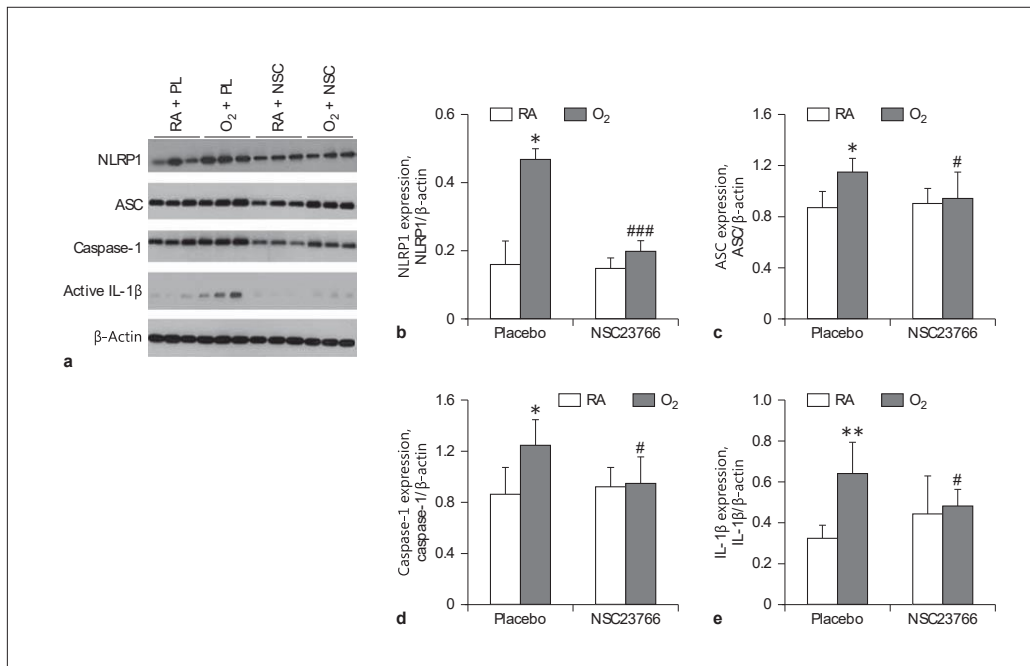 RA + PL
O2 + PL
RA + NSC
O2 + NSC
NLRP1
ASC
Caspase-1
Active IL-1β
β-Actin
a
RA
O2
NLRP1 expression,
NLRP1/β-actin
0.6
0.4
0.2
0
*
###
Placebo
NSC23766
b
RA
O2
ASC expression,
ASC/β-actin
1.6
1.2
0.8
0.4
0
*
#
Placebo
NSC23766
c
RA
O2
Caspase-1 expression,
caspase-1/β-actin
1.6
1.2
0.8
0.4
0
*
#
Placebo
NSC23766
d
RA
O2
IL-1β expression,
IL-1β/β-actin
1.0
0.8
0.6
0.4
0.2
0
**
#
Placebo
NSC23766
e